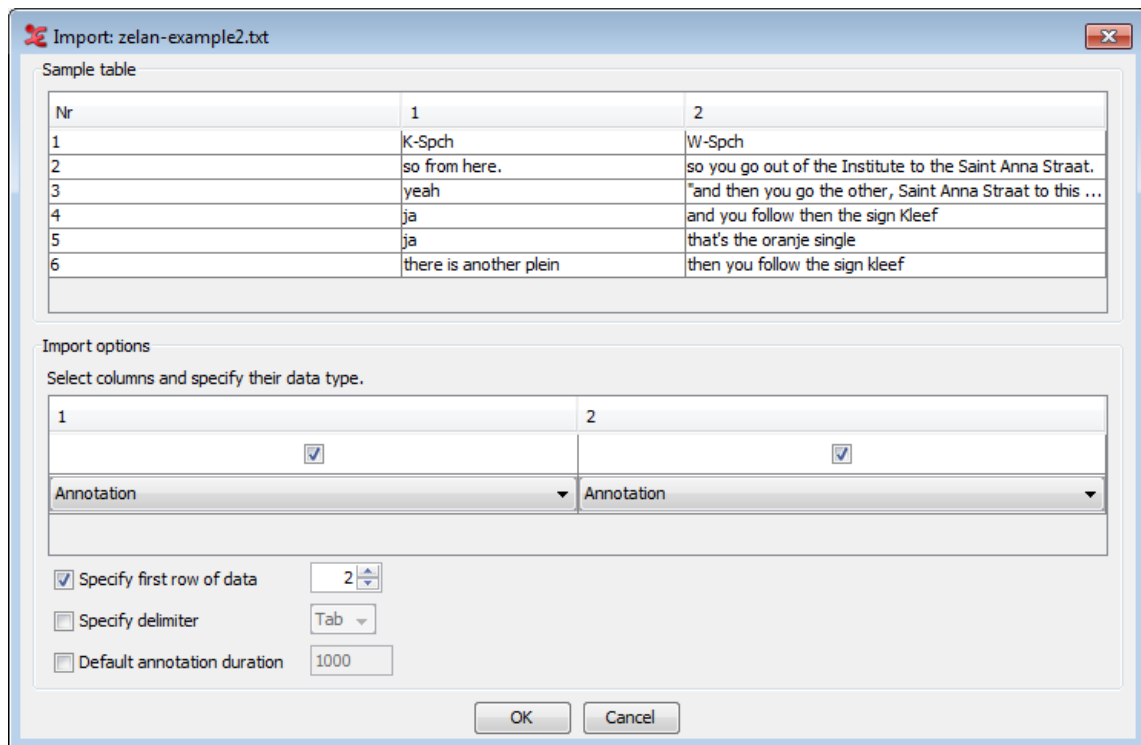 Import: zelan-example2.txt
Sample table
Nr 1 2
1 K-Spch W-Spch
2 so from here. so you go out of the Institute to the Saint Anna Straat.
3 yeah "and then you go the other, Saint Anna Straat to this ...
4 ja and you follow then the sign Kleef
5 ja that's the oranje single
6 there is another plein then you follow the sign kleef
Import options
Select columns and specify their data type.
1 2
Annotation Annotation
Specify first row of data 2
Specify delimiter Tab
Default annotation duration 1000
OK Cancel